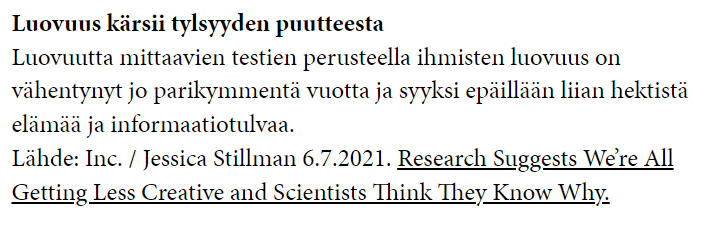 Luovuus kärsii tylsyyden puutteesta
Luovuutta mittaavien testien perusteella ihmisten luovuus on
vähentynyt jo parikymmentä vuotta ja syyksi epäillään liian hektistä
elämää ja informaatiotulvaa.
Lähde: Inc. / Jessica Stillman 6.7.2021. Research Suggests We’re All
Getting Less Creative and Scientists Think They Know Why.